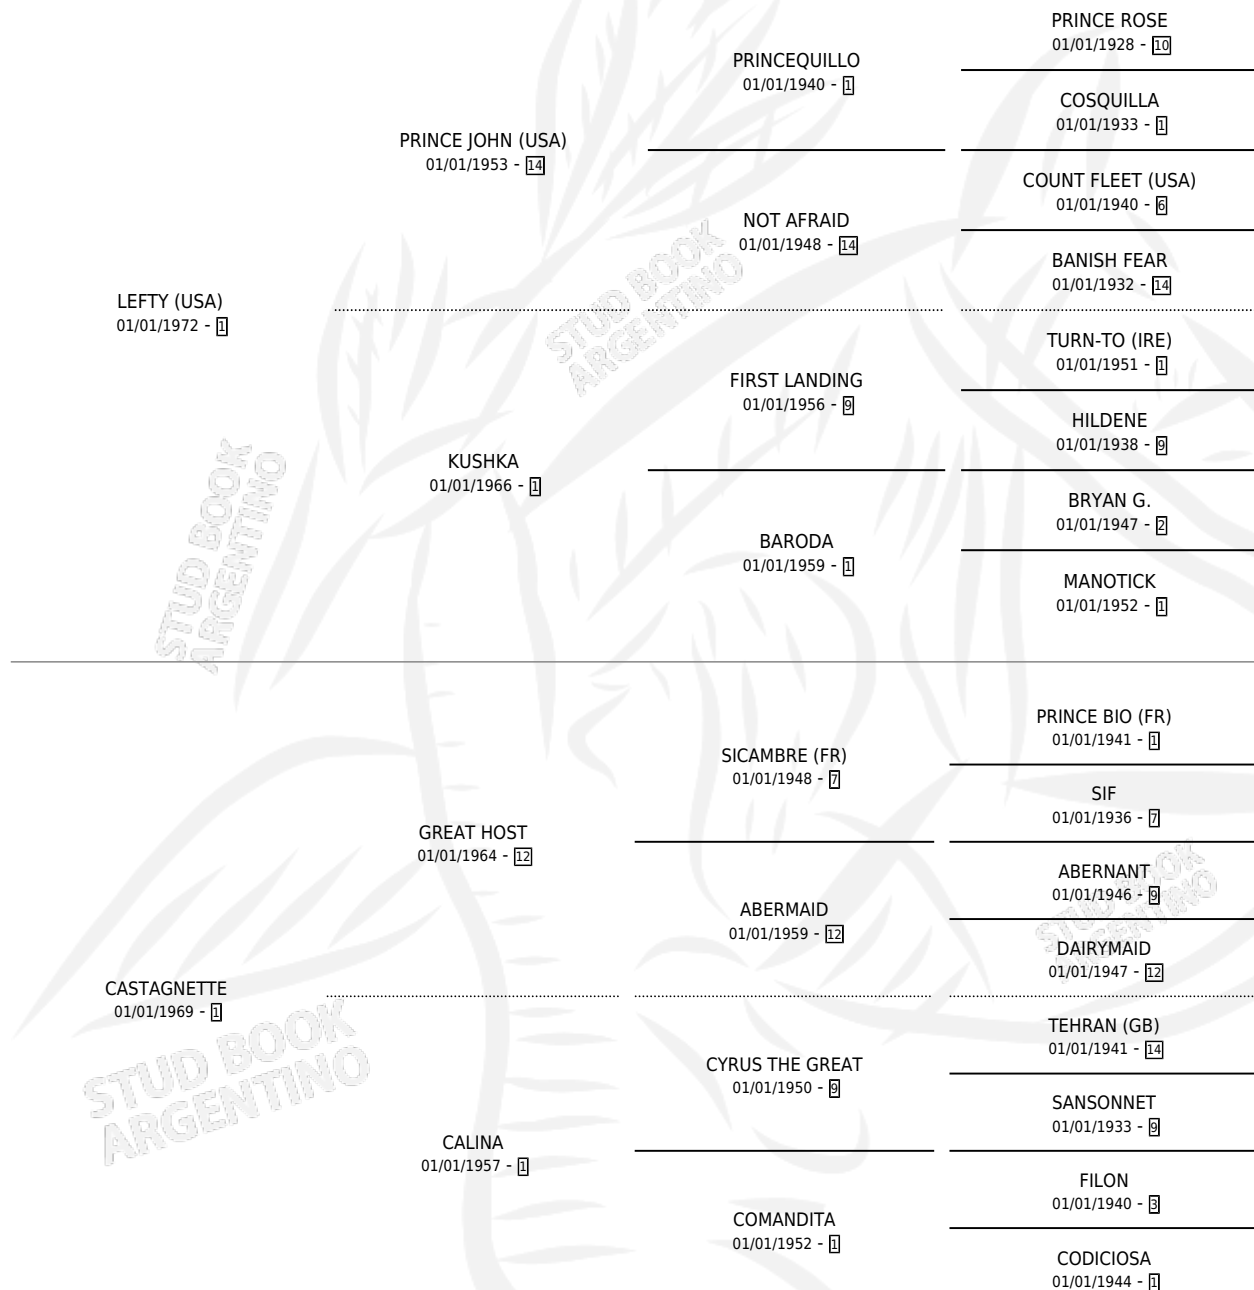 PRINCE ROSE
01/01/1928 - 10
PRINCEQUILLO
01/01/1940 - 1
COSQUILLA
01/01/1933 - 1
PRINCE JOHN (USA)
01/01/1953 - 14
COUNT FLEET (USA)
01/01/1940 - 6
NOT AFRAID
01/01/1948 - 14
BANISH FEAR
01/01/1932 - 14
LEFTY (USA)
01/01/1972 - 1
STUD BOOK
ARGENTINO
TURN-TO (IRE)
01/01/1951 - 1
FIRST LANDING
01/01/1956 - 9
HILDENE
01/01/1938 - 9
KUSHKA
01/01/1966 - 1
BRYAN G.
01/01/1947 - 2
BARODA
01/01/1959 - 1
MANOTICK
01/01/1952 - 1
STUD BOOK
ARGENTINO
PRINCE BIO (FR)
01/01/1941 - 1
SICAMBRE (FR)
01/01/1948 - 7
SIF
01/01/1936 - 7
GREAT HOST
01/01/1964 - 12
ABERNANT
01/01/1946 - 9
ABERMAID
01/01/1959 - 12
STUD BOOK
ARGENTINO
DAIRYMAID
01/01/1947 - 12
CASTAGNETTE
01/01/1969 - 1
TEHRAN (GB)
01/01/1941 - 14
CYRUS THE GREAT
01/01/1950 - 9
STUD BOOK
ARGENTINO
SANSONNET
01/01/1933 - 9
CALINA
01/01/1957 - 1
FILON
01/01/1940 - 3
COMANDITA
01/01/1952 - 1
CODICIOSA
01/01/1944 - 1